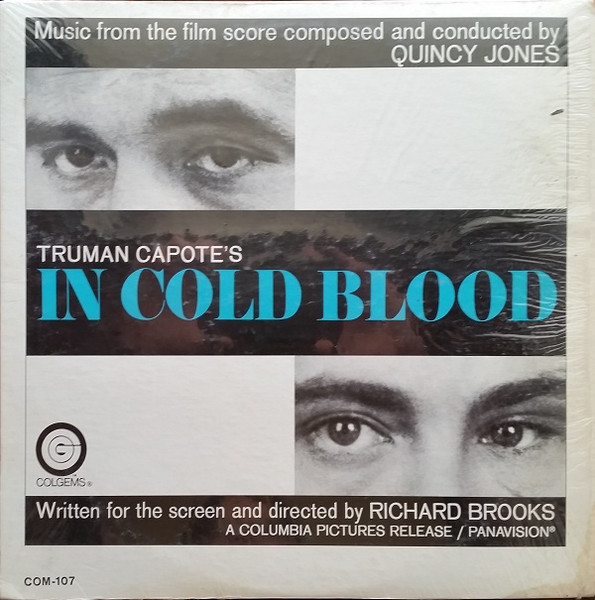 Music from the film score composed and conducted by
QUINCY JONES
TRUMAN CAPOTE'S
IN COLD BLOOD
COLGEMS®
Written for the screen and directed by RICHARD BROOKS
A COLUMBIA PICTURES RELEASE / PANAVISION®
COM-107